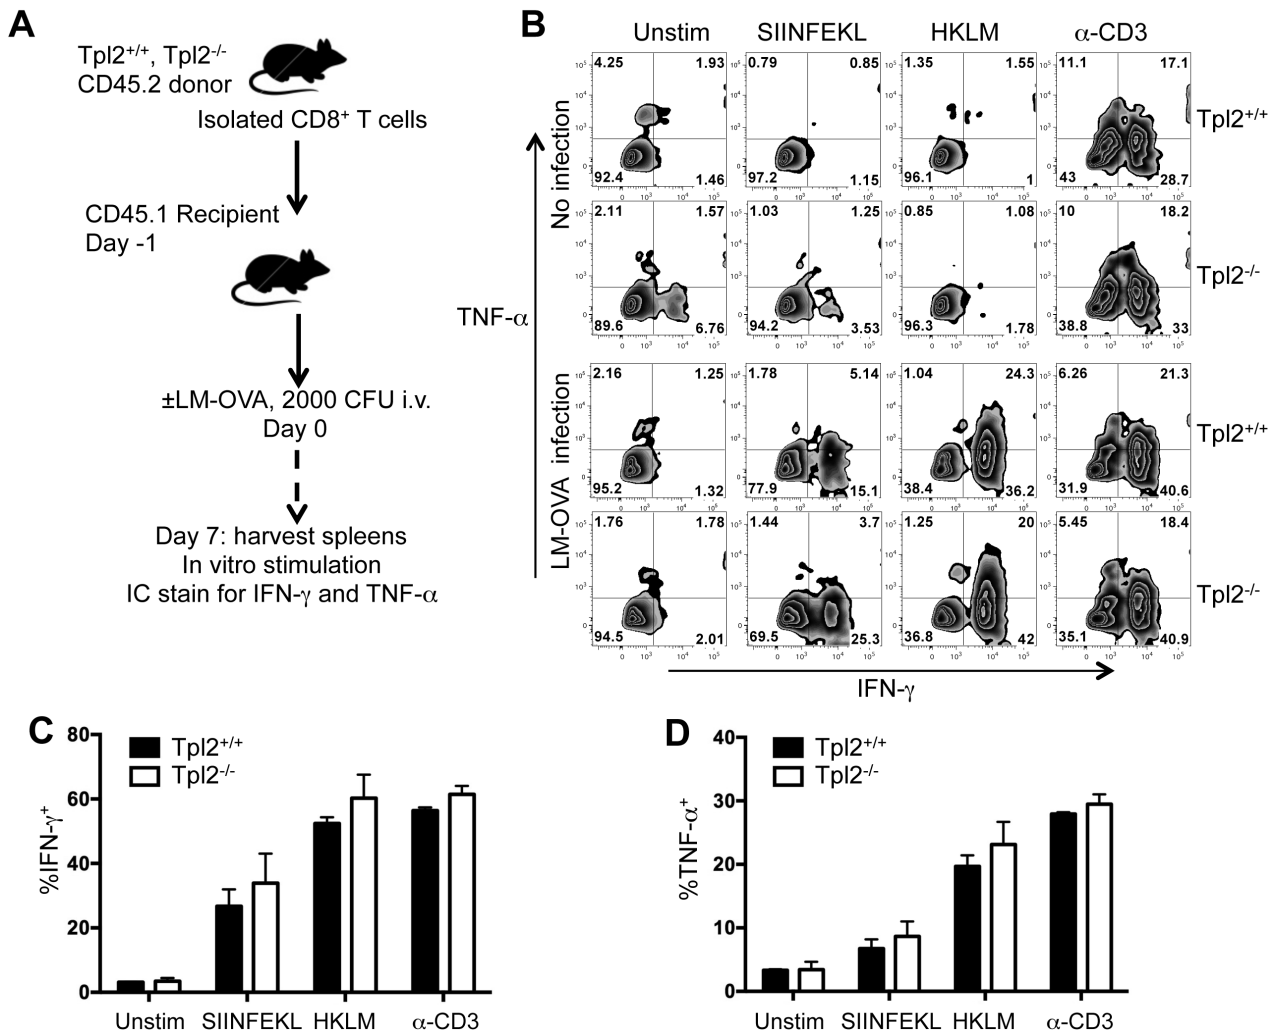 A
Tpl2+/+, Tpl2-/-
CD45.2 donor
Isolated CD8+ T cells
CD45.1 Recipient
Day -1
±LM-OVA, 2000 CFU i.v.
Day 0
Day 7: harvest spleens
In vitro stimulation
IC stain for IFN-γ and TNF-α
B
Unstim SIINFEKL HKLM α-CD3
No infection
4.25 1.93 0.79 0.85 1.35 1.55 11.1 17.1
Tpl2+/+
92.4 1.46 97.2 1.15 96.1 1 43 28.7
2.11 1.57 1.03 1.25 0.85 1.08 10 18.2
Tpl2-/-
89.6 6.76 94.2 3.53 96.3 1.78 38.8 33
TNF-α
LM-OVA infection
2.16 1.25 1.78 5.14 1.04 24.3 6.26 21.3
Tpl2+/+
95.2 1.32 77.9 15.1 38.4 36.2 31.9 40.6
1.76 1.78 1.44 3.7 1.25 20 5.45 18.4
Tpl2-/-
94.5 2.01 69.5 25.3 36.8 42 35.1 40.9
IFN-γ
C
Tpl2+/+
Tpl2-/-
%IFN-γ+
80
60
40
20
0
Unstim SIINFEKL HKLM α-CD3
D
Tpl2+/+
Tpl2-/-
%TNF-α+
40
30
20
10
0
Unstim SIINFEKL HKLM α-CD3